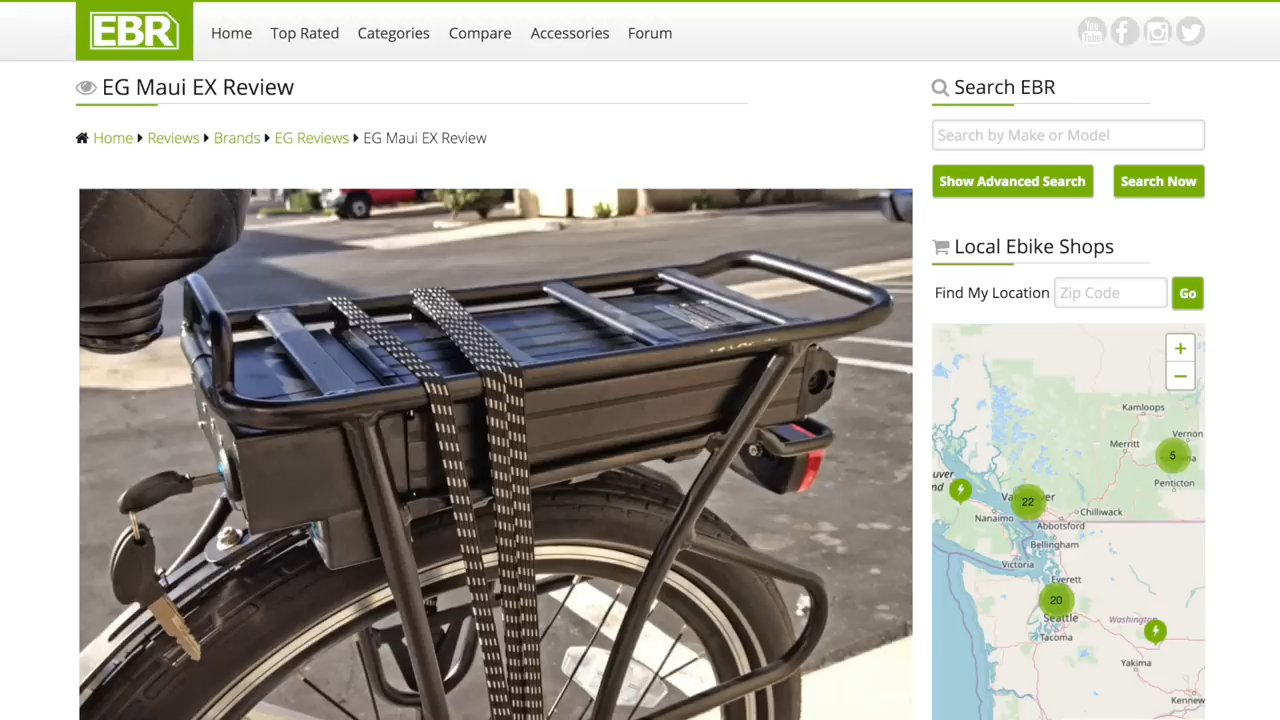 EBR
Home
Top Rated
Categories
Compare
Accessories
Forum
You
Tube
EG Maui EX Review
Home
Reviews
Brands
EG Reviews
EG Maui EX Review
Search EBR
Search by Make or Model
Show Advanced Search
Search Now
Local Ebike Shops
Find My Location
Zip Code
Go
+
−
Kamloops
Vernon
Merritt
5
Penticton
22
Nanaimo
Chilliwack
Abbotsford
Bellingham
Victoria
Everett
20
Seattle
Washington
Tacoma
Yakima
Kennew